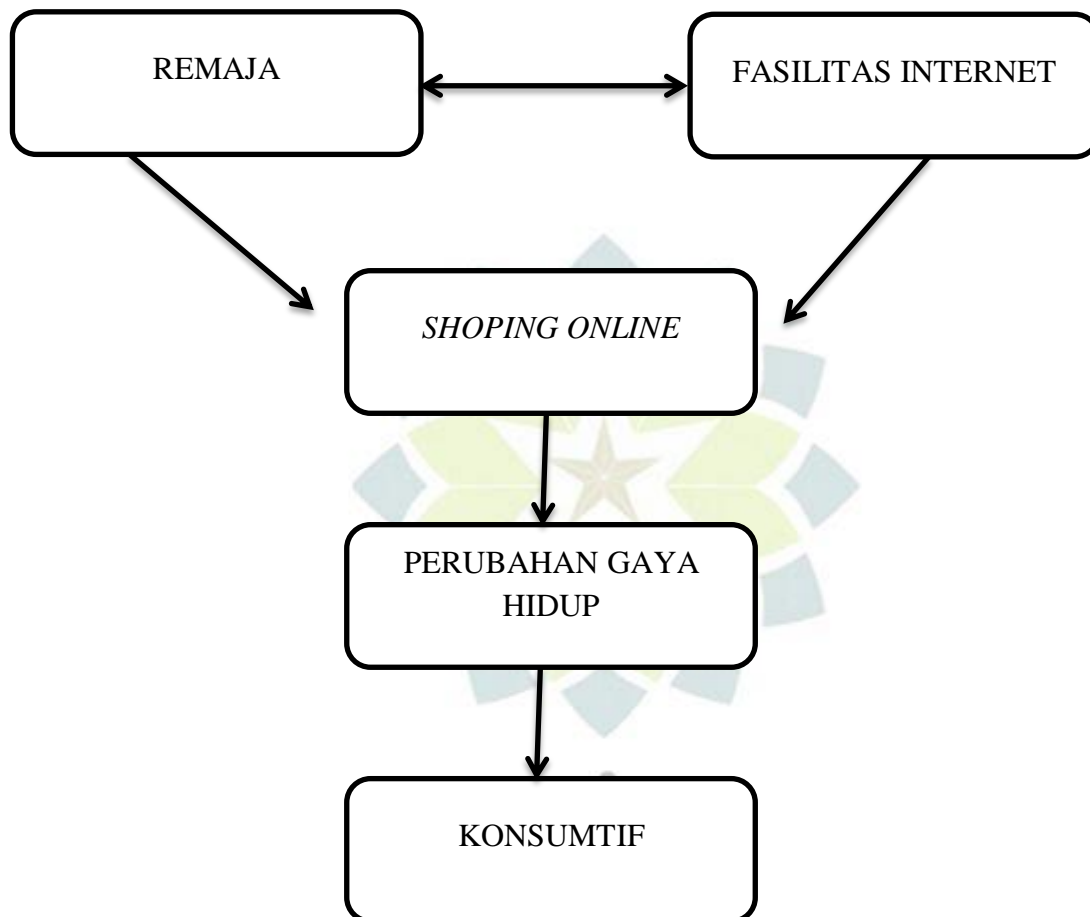 REMAJA
FASILITAS INTERNET
SHOPING ONLINE
PERUBAHAN GAYA
HIDUP
KONSUMTIF